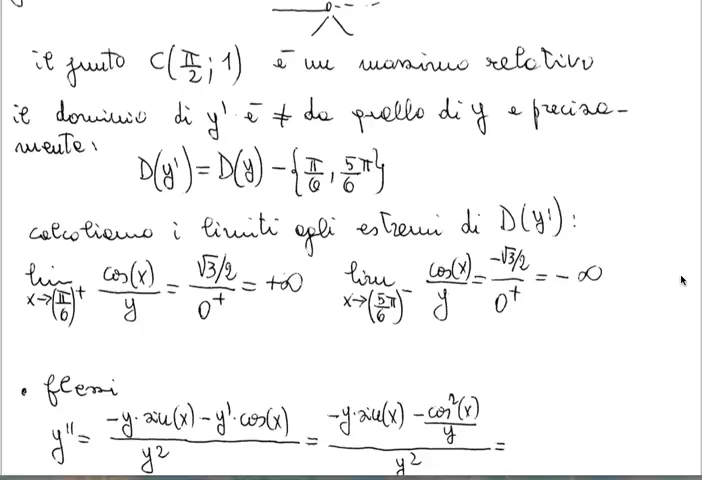 il punto C(π/2 ; 1) è un massimo relativo
il dominio di y' è ≠ da quello di y e precisa-
mente:
D(y') = D(y) - {π/6, 5/6 π}
calcoliamo i limiti agli estremi di D(y'):
lim x→(π/6)⁺ cos(x)/y = (√3/2)/0⁺ = +∞ lim x→(5π/6)⁻ cos(x)/y = (-√3/2)/0⁺ = -∞
• flessi
y'' = (-y·sin(x) - y'·cos(x))/y² = (-y·sin(x) - cos²(x)/y)/y² =